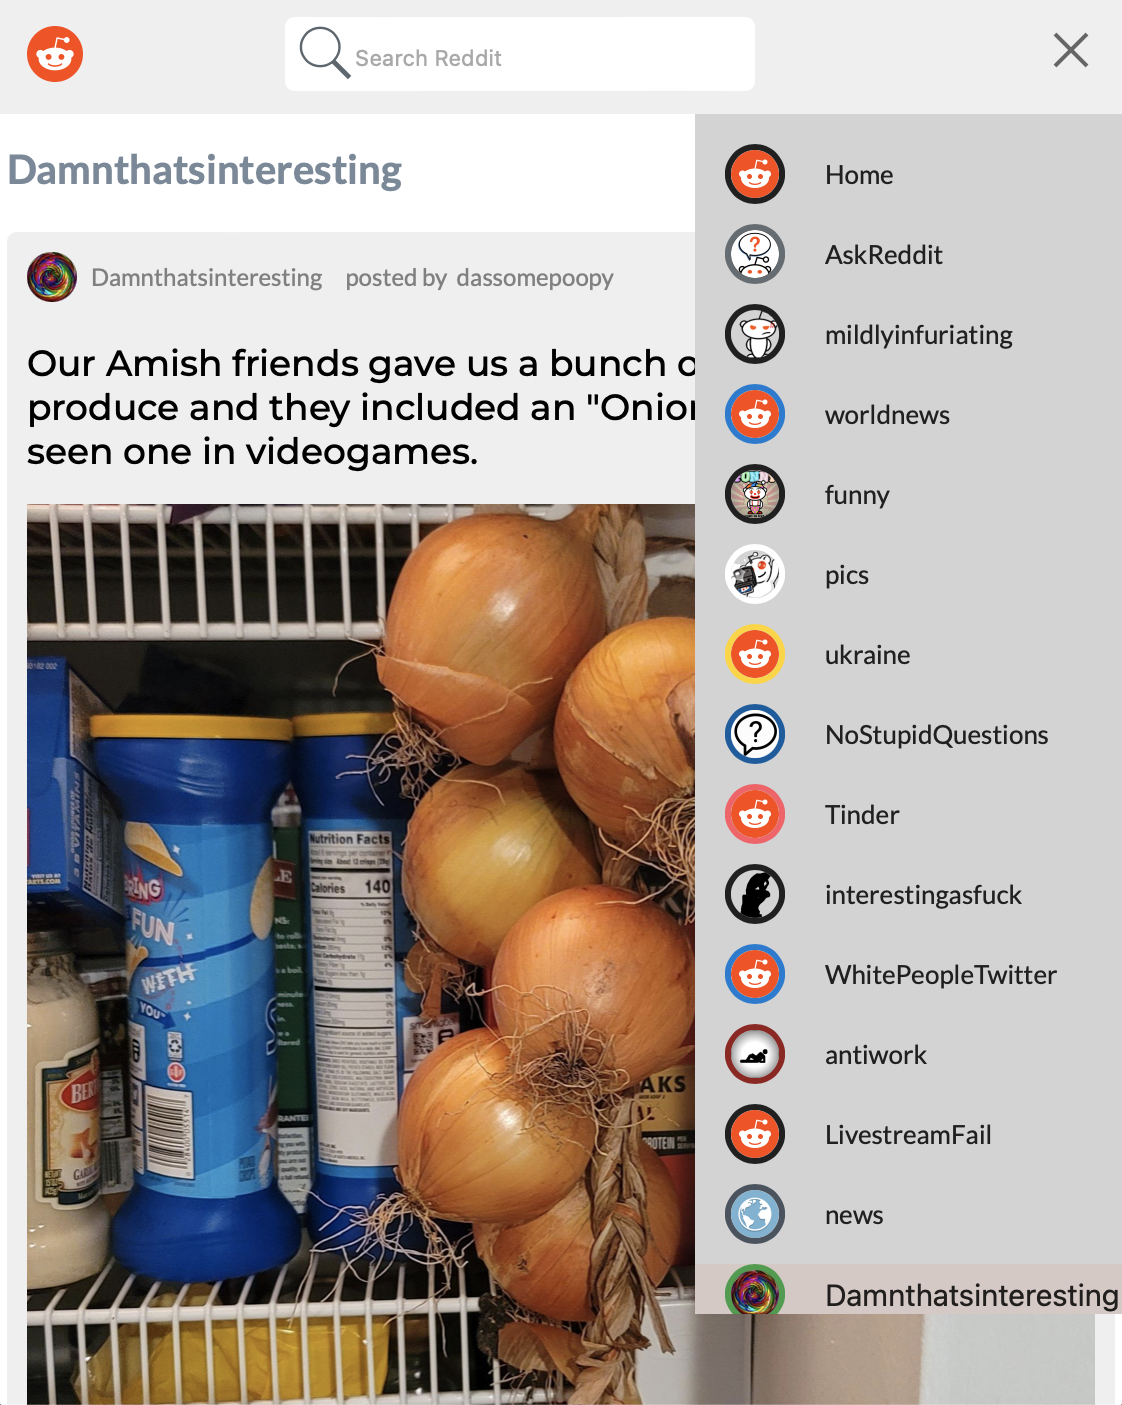 Search Reddit
Damnthatsinteresting
Damnthatsinteresting posted by dassomepoopy
Our Amish friends gave us a bunch
produce and they included an "Onion
seen one in videogames.
Home
AskReddit
mildlyinfuriating
worldnews
funny
pics
ukraine
NoStupidQuestions
Tinder
interestingasfuck
WhitePeopleTwitter
antiwork
LivestreamFail
news
Damnthatsinteresting
FUN
WITH
YOU
Nutrition Facts
Calories 140
AKS
PROTEIN